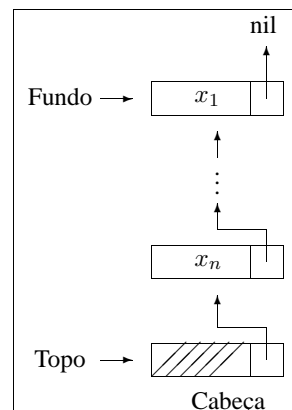 nil
Fundo x₁
⋮
xₙ
Topo
Cabeca